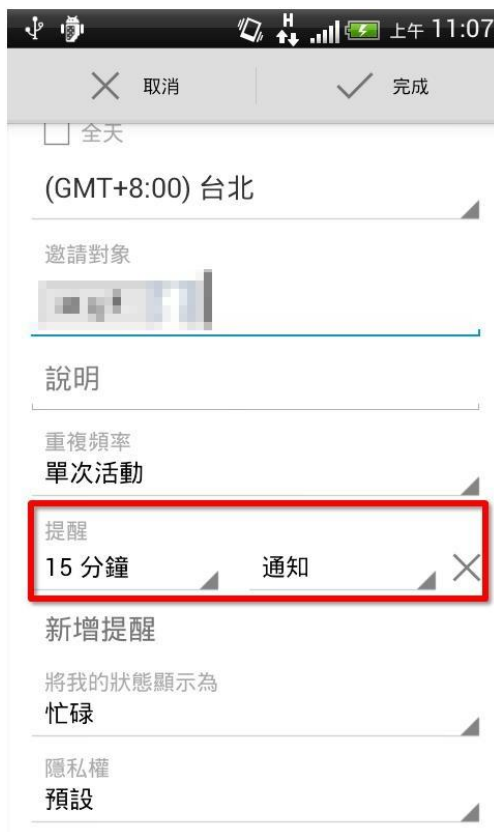 H
上午 11:07
取消 完成
全天
(GMT+8:00) 台北
邀請對象
說明
重複頻率
單次活動
提醒
15 分鐘 通知
新增提醒
將我的狀態顯示為
忙碌
隱私權
預設